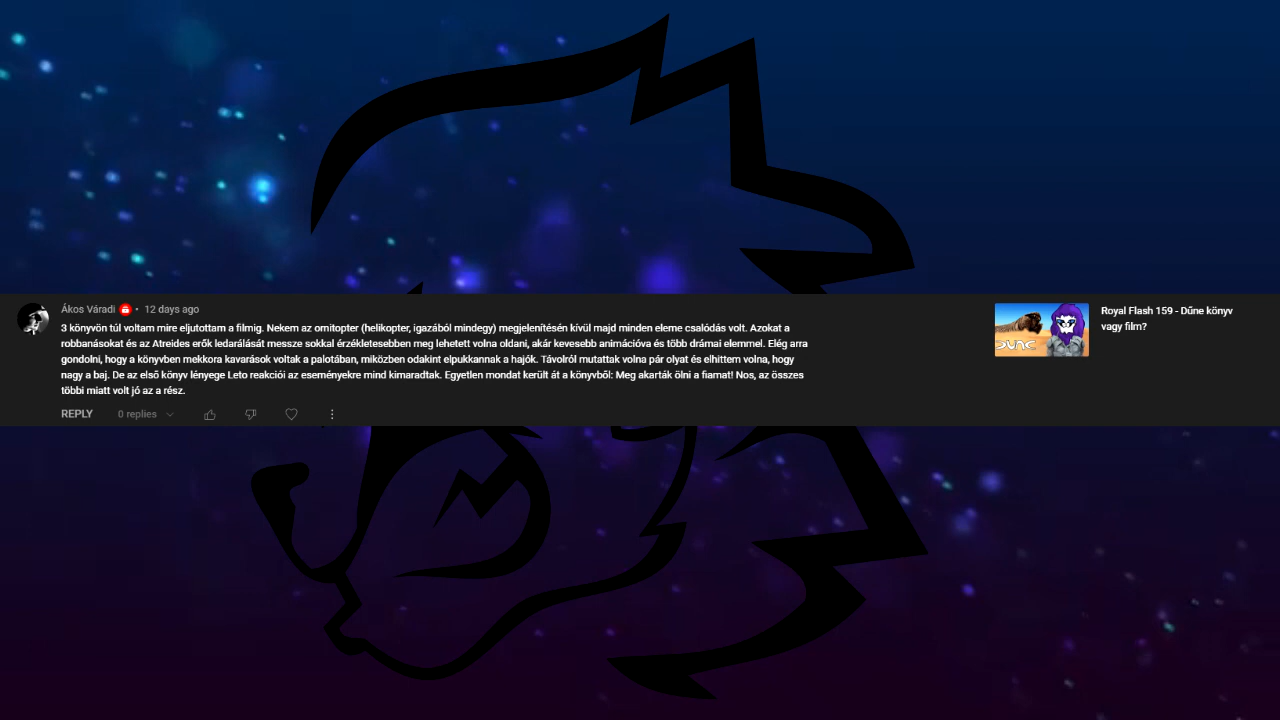 Ákos Váradi • 12 days ago
3 könyvön túl voltam mire eljutottam a filmig. Nekem az ornitopter (helikopter, igazából mindegy) megjelenítésén kívül majd minden eleme csalódás volt. Azokat a
robbanásokat és az Atreides erők ledarálását messze sokkal érzékletesebben meg lehetett volna oldani, akár kevesebb animációva és több drámai elemmel. Elég arra
gondolni, hogy a könyvben mekkora kavarások voltak a palotában, miközben odakint elpukkannak a hajók. Távolról mutattak volna pár olyat és elhittem volna, hogy
nagy a baj. De az első könyv lényege Leto reakciói az eseményekre mind kimaradtak. Egyetlen mondat került át a könyvből: Meg akarták ölni a fiamat! Nos, az összes
többi miatt volt jó az a rész.
REPLY 0 replies
DUNC
Royal Flash 159 - Dűne könyv
vagy film?